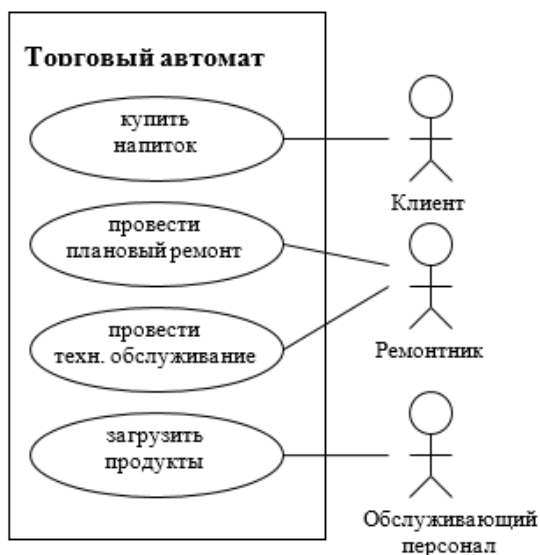 Торговый автомат
купить
напиток
Клиент
провести
плановый ремонт
провести
техн. обслуживание
Ремонтник
загрузить
продукты
Обслуживающий
персонал